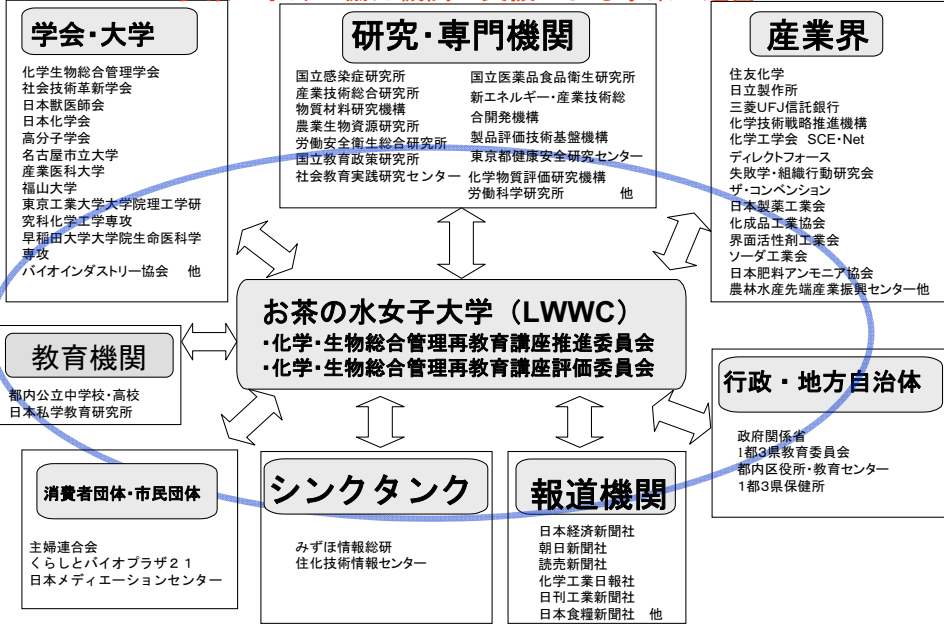 学会・大学
化学生物総合管理学会
社会技術革新学会
日本獣医師会
日本化学会
高分子学会
名古屋市立大学
産業医科大学
福山大学
東京工業大学大学院理工学研
究科化学工学専攻
早稲田大学大学院生命医科学
専攻
バイオインダストリー協会 他
研究・専門機関
国立感染症研究所
産業技術総合研究所
物質材料研究機構
農業生物資源研究所
労働安全衛生総合研究所
国立教育政策研究所
社会教育実践研究センター
国立医薬品食品衛生研究所
新エネルギー・産業技術総
合開発機構
製品評価技術基盤機構
東京都健康安全研究センター
化学物質評価研究機構
労働科学研究所 他
産業界
住友化学
日立製作所
三菱UFJ信託銀行
化学技術戦略推進機構
化学工学会 SCE・Net
ディレクトフォース
失敗学・組織行動研究会
ザ・コンベンション
日本製薬工業会
化成品工業協会
界面活性剤工業会
ソーダ工業会
日本肥料アンモニア協会
農林水産先端産業振興センター他
お茶の水女子大学（LWWC）
・化学・生物総合管理再教育講座推進委員会
・化学・生物総合管理再教育講座評価委員会
教育機関
都内公立中学校・高校
日本私学教育研究所
行政・地方自治体
政府関係省
1都3県教育委員会
都内区役所・教育センター
1都3県保健所
消費者団体・市民団体
主婦連合会
くらしとバイオプラザ２１
日本メディエーションセンター
シンクタンク
みずほ情報総研
住化技術情報センター
報道機関
日本経済新聞社
朝日新聞社
読売新聞社
化学工業日報社
日刊工業新聞社
日本食糧新聞社 他